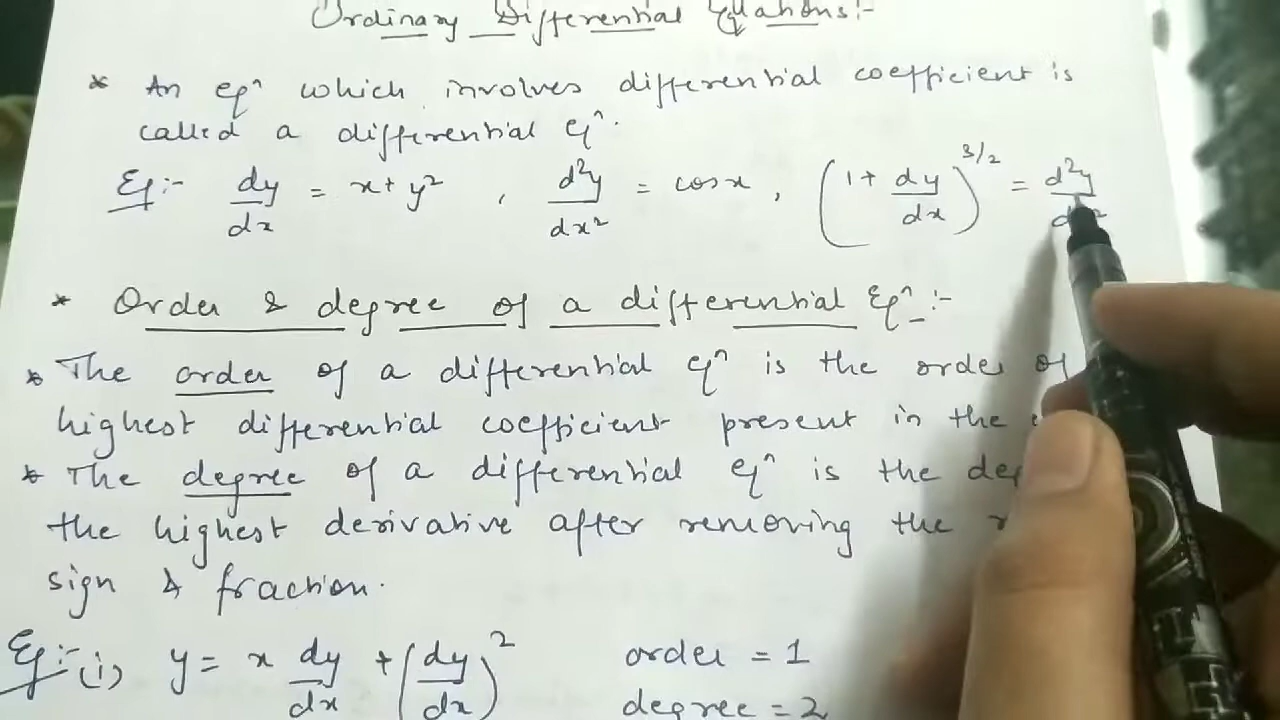 Ordinary Differential Equations:-
* An eqⁿ which involves differential coefficient is
called a differential eqⁿ.
Eg:- dy/dx = x+y² , d²y/dx² = cosx , (1+ dy/dx)^3/2 = d²y/
* Order & degree of a differential Eqⁿ:-
* The order of a differential eqⁿ is the order of
highest differential coefficient present in the
* The degree of a differential eqⁿ is the
the highest derivative after removing the
sign & fraction.
Eg:- (i) y = x dy/dx + (dy/dx)² order = 1
degree = 2